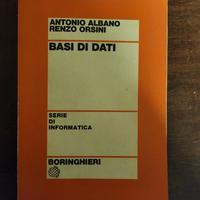 ANTONIO ALBANO
RENZO ORSINI
BASI DI DATI
SERIE
DI
INFORMATICA
BORINGHIERI